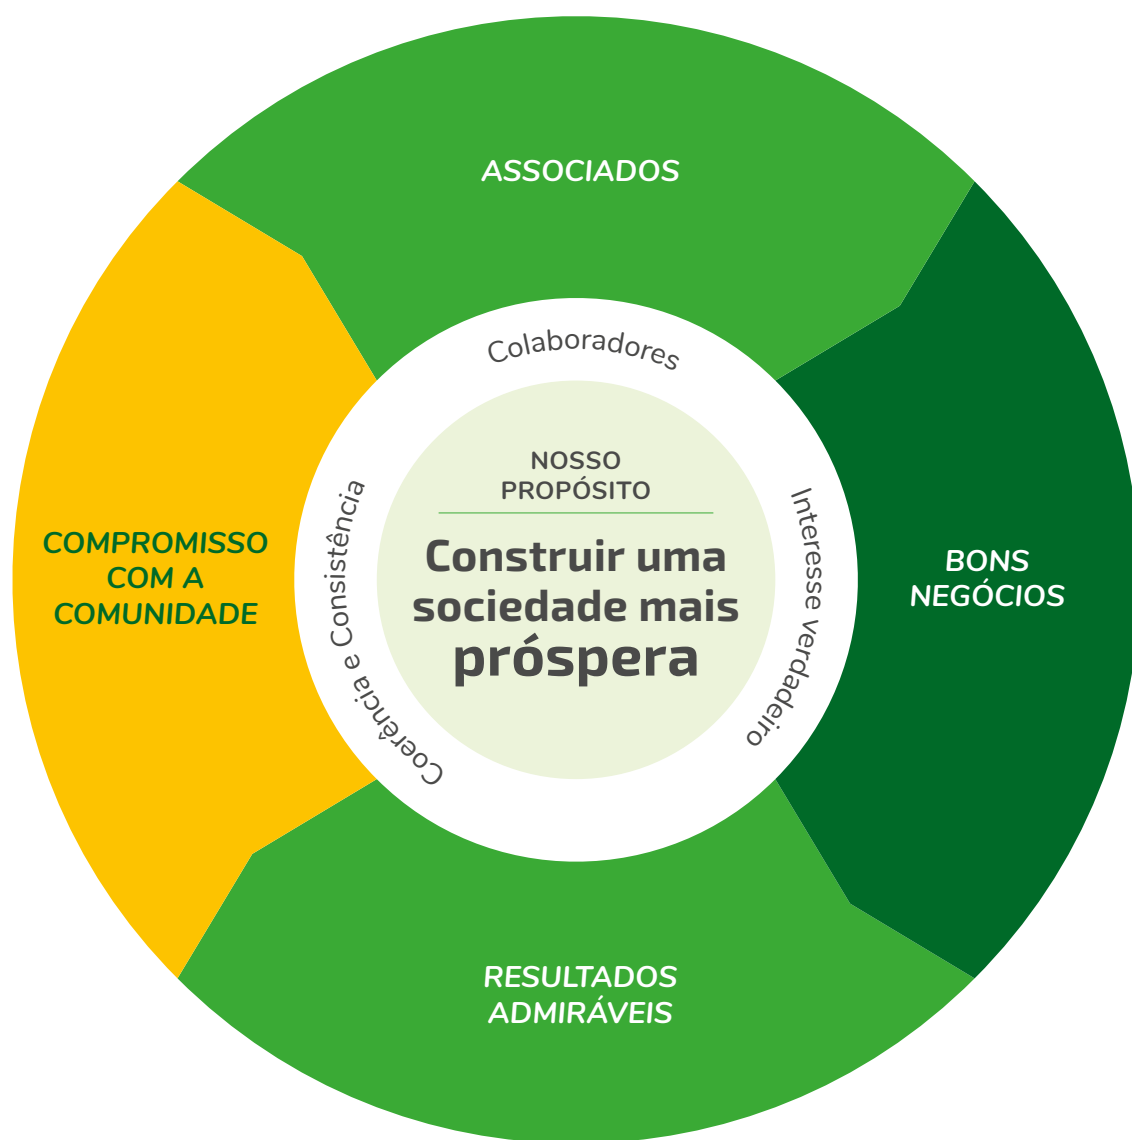 ASSOCIADOS
Colaboradores
NOSSO
PROPÓSITO
Construir uma
sociedade mais
próspera
Coerência e Consistência
Interesse verdadeiro
COMPROMISSO
COM A
COMUNIDADE
BONS
NEGÓCIOS
RESULTADOS
ADMIRÁVEIS